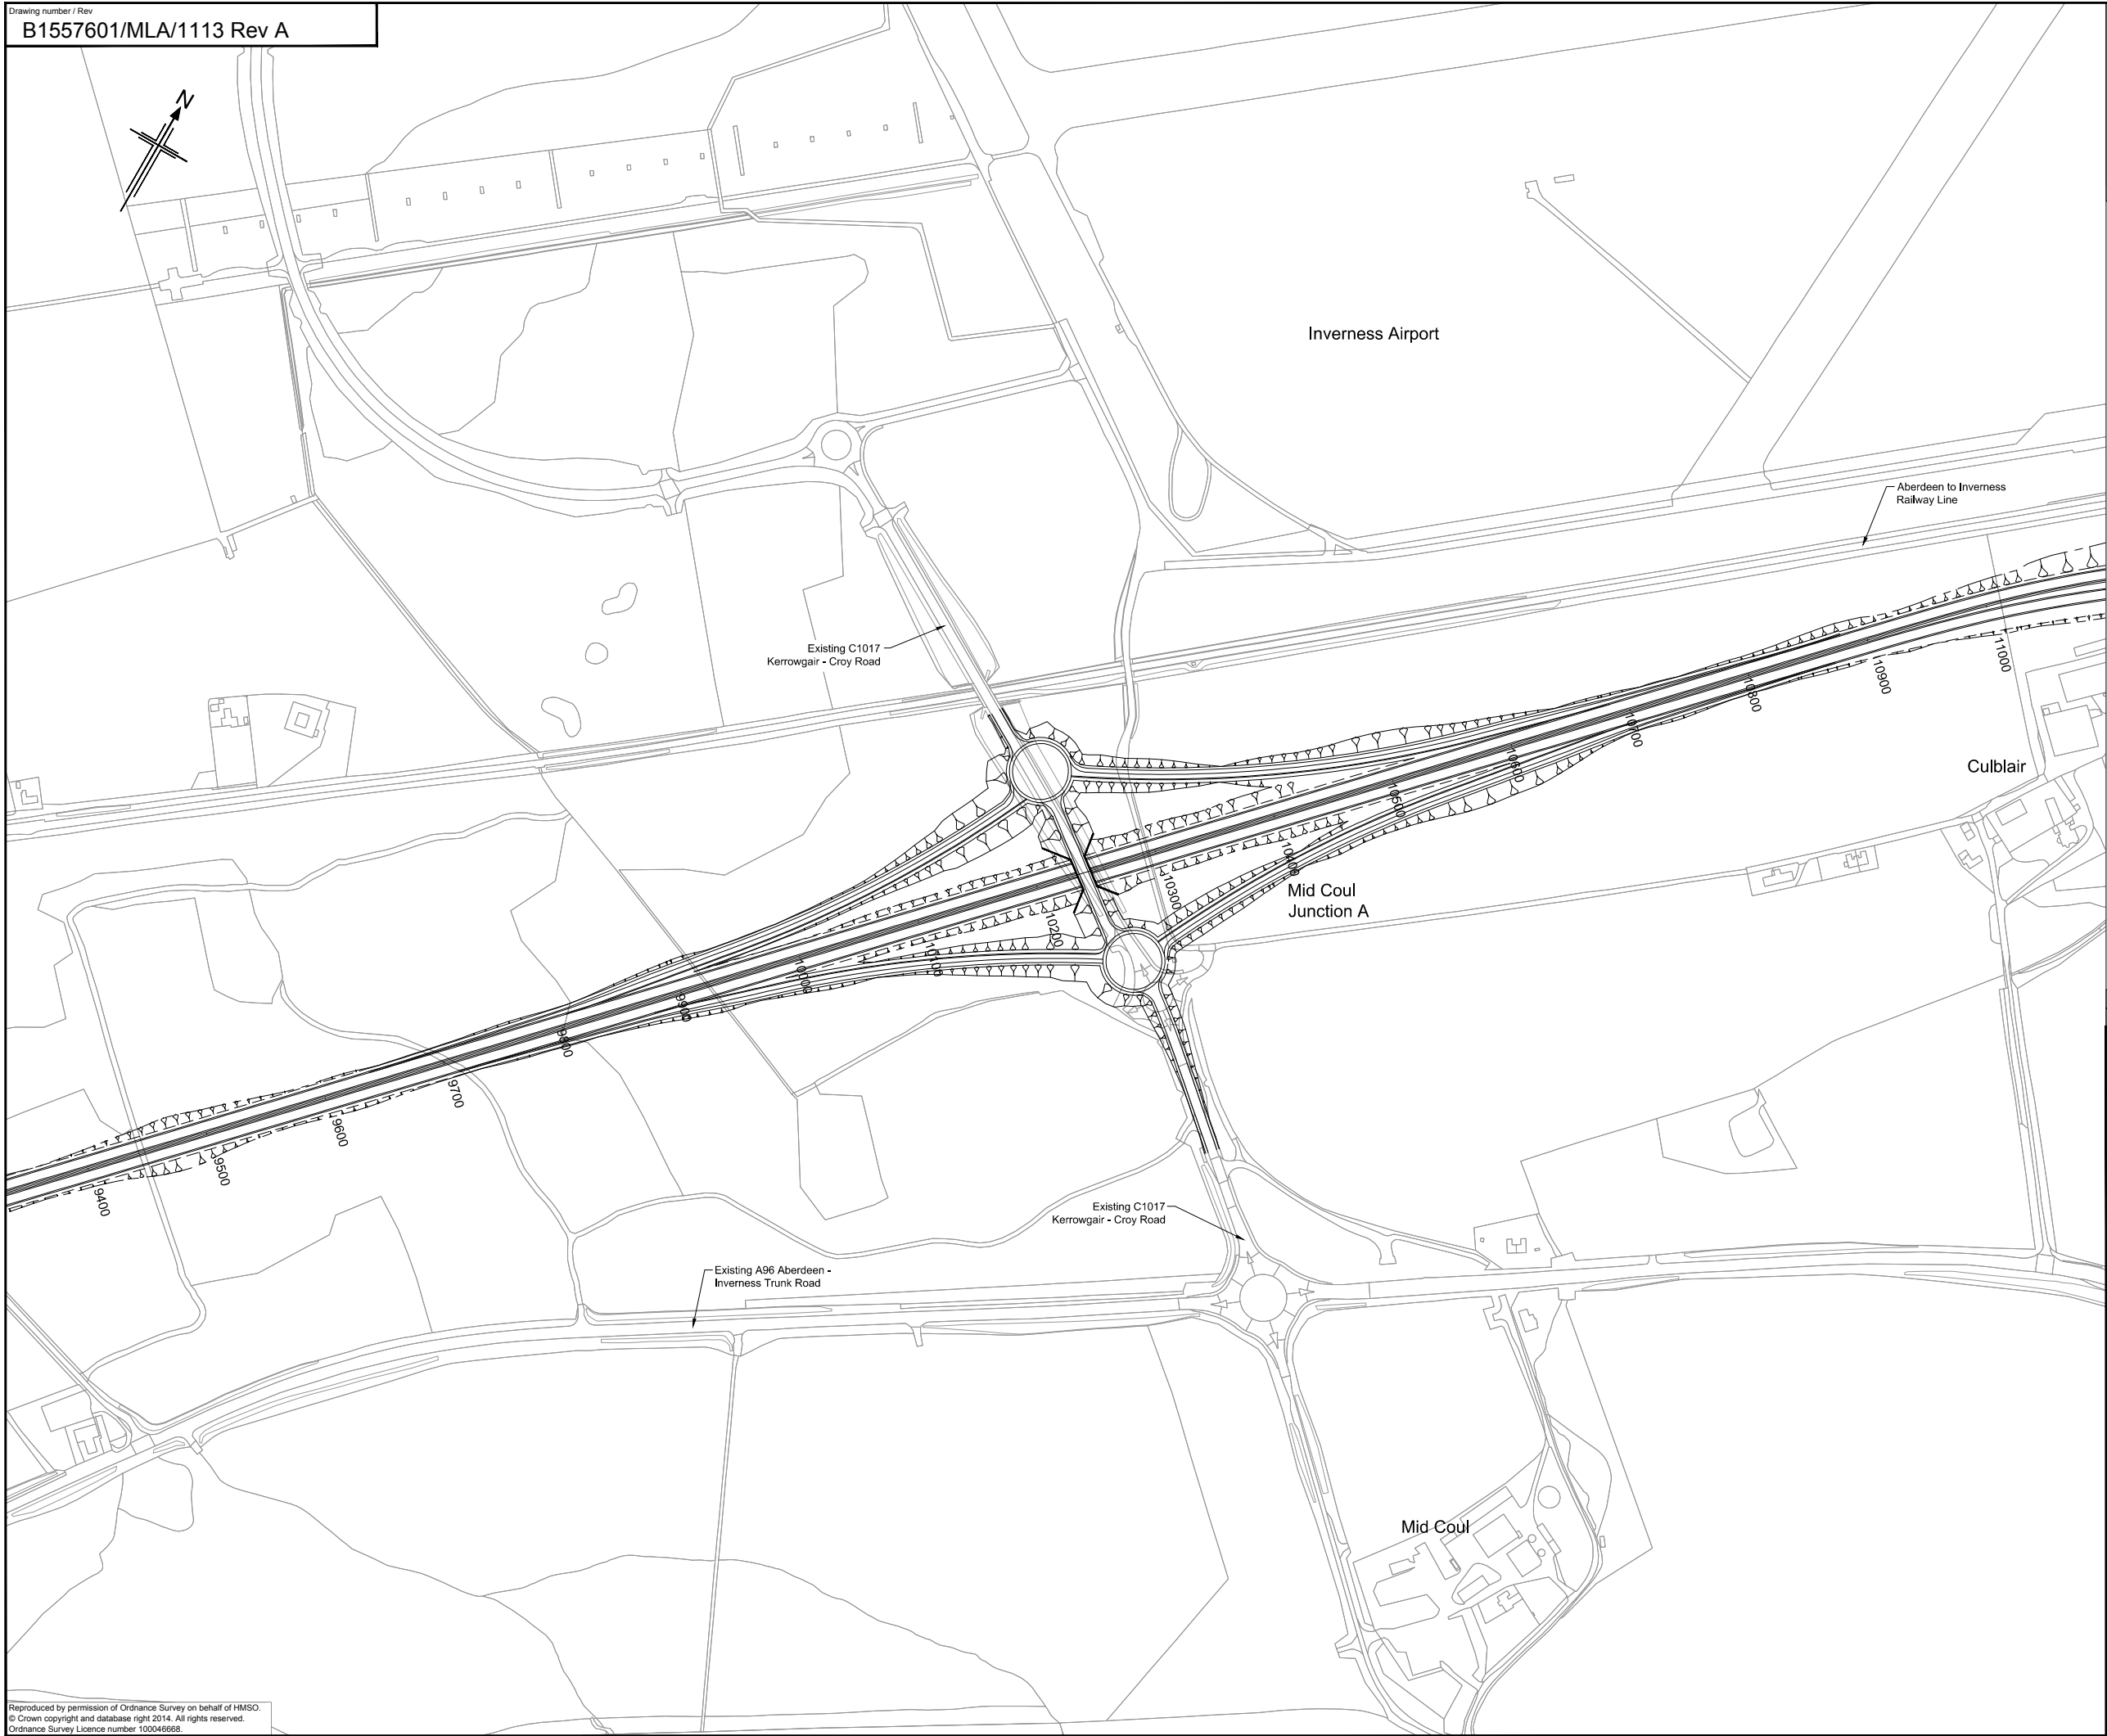 Drawing number / Rev
B1557601/MLA/1113 Rev A
N
Inverness Airport
Aberdeen to Inverness
Railway Line
Existing C1017
Kerrowgair - Croy Road
11000
10900
10800
10700
10600
10500
10400
10300
10200
10100
10000
9900
9800
9700
9600
9500
9400
Culblair
Mid Coul
Junction A
Existing C1017
Kerrowgair - Croy Road
Existing A96 Aberdeen -
Inverness Trunk Road
Mid Coul
Reproduced by permission of Ordnance Survey on behalf of HMSO.
© Crown copyright and database right 2014. All rights reserved.
Ordnance Survey Licence number 100046668.